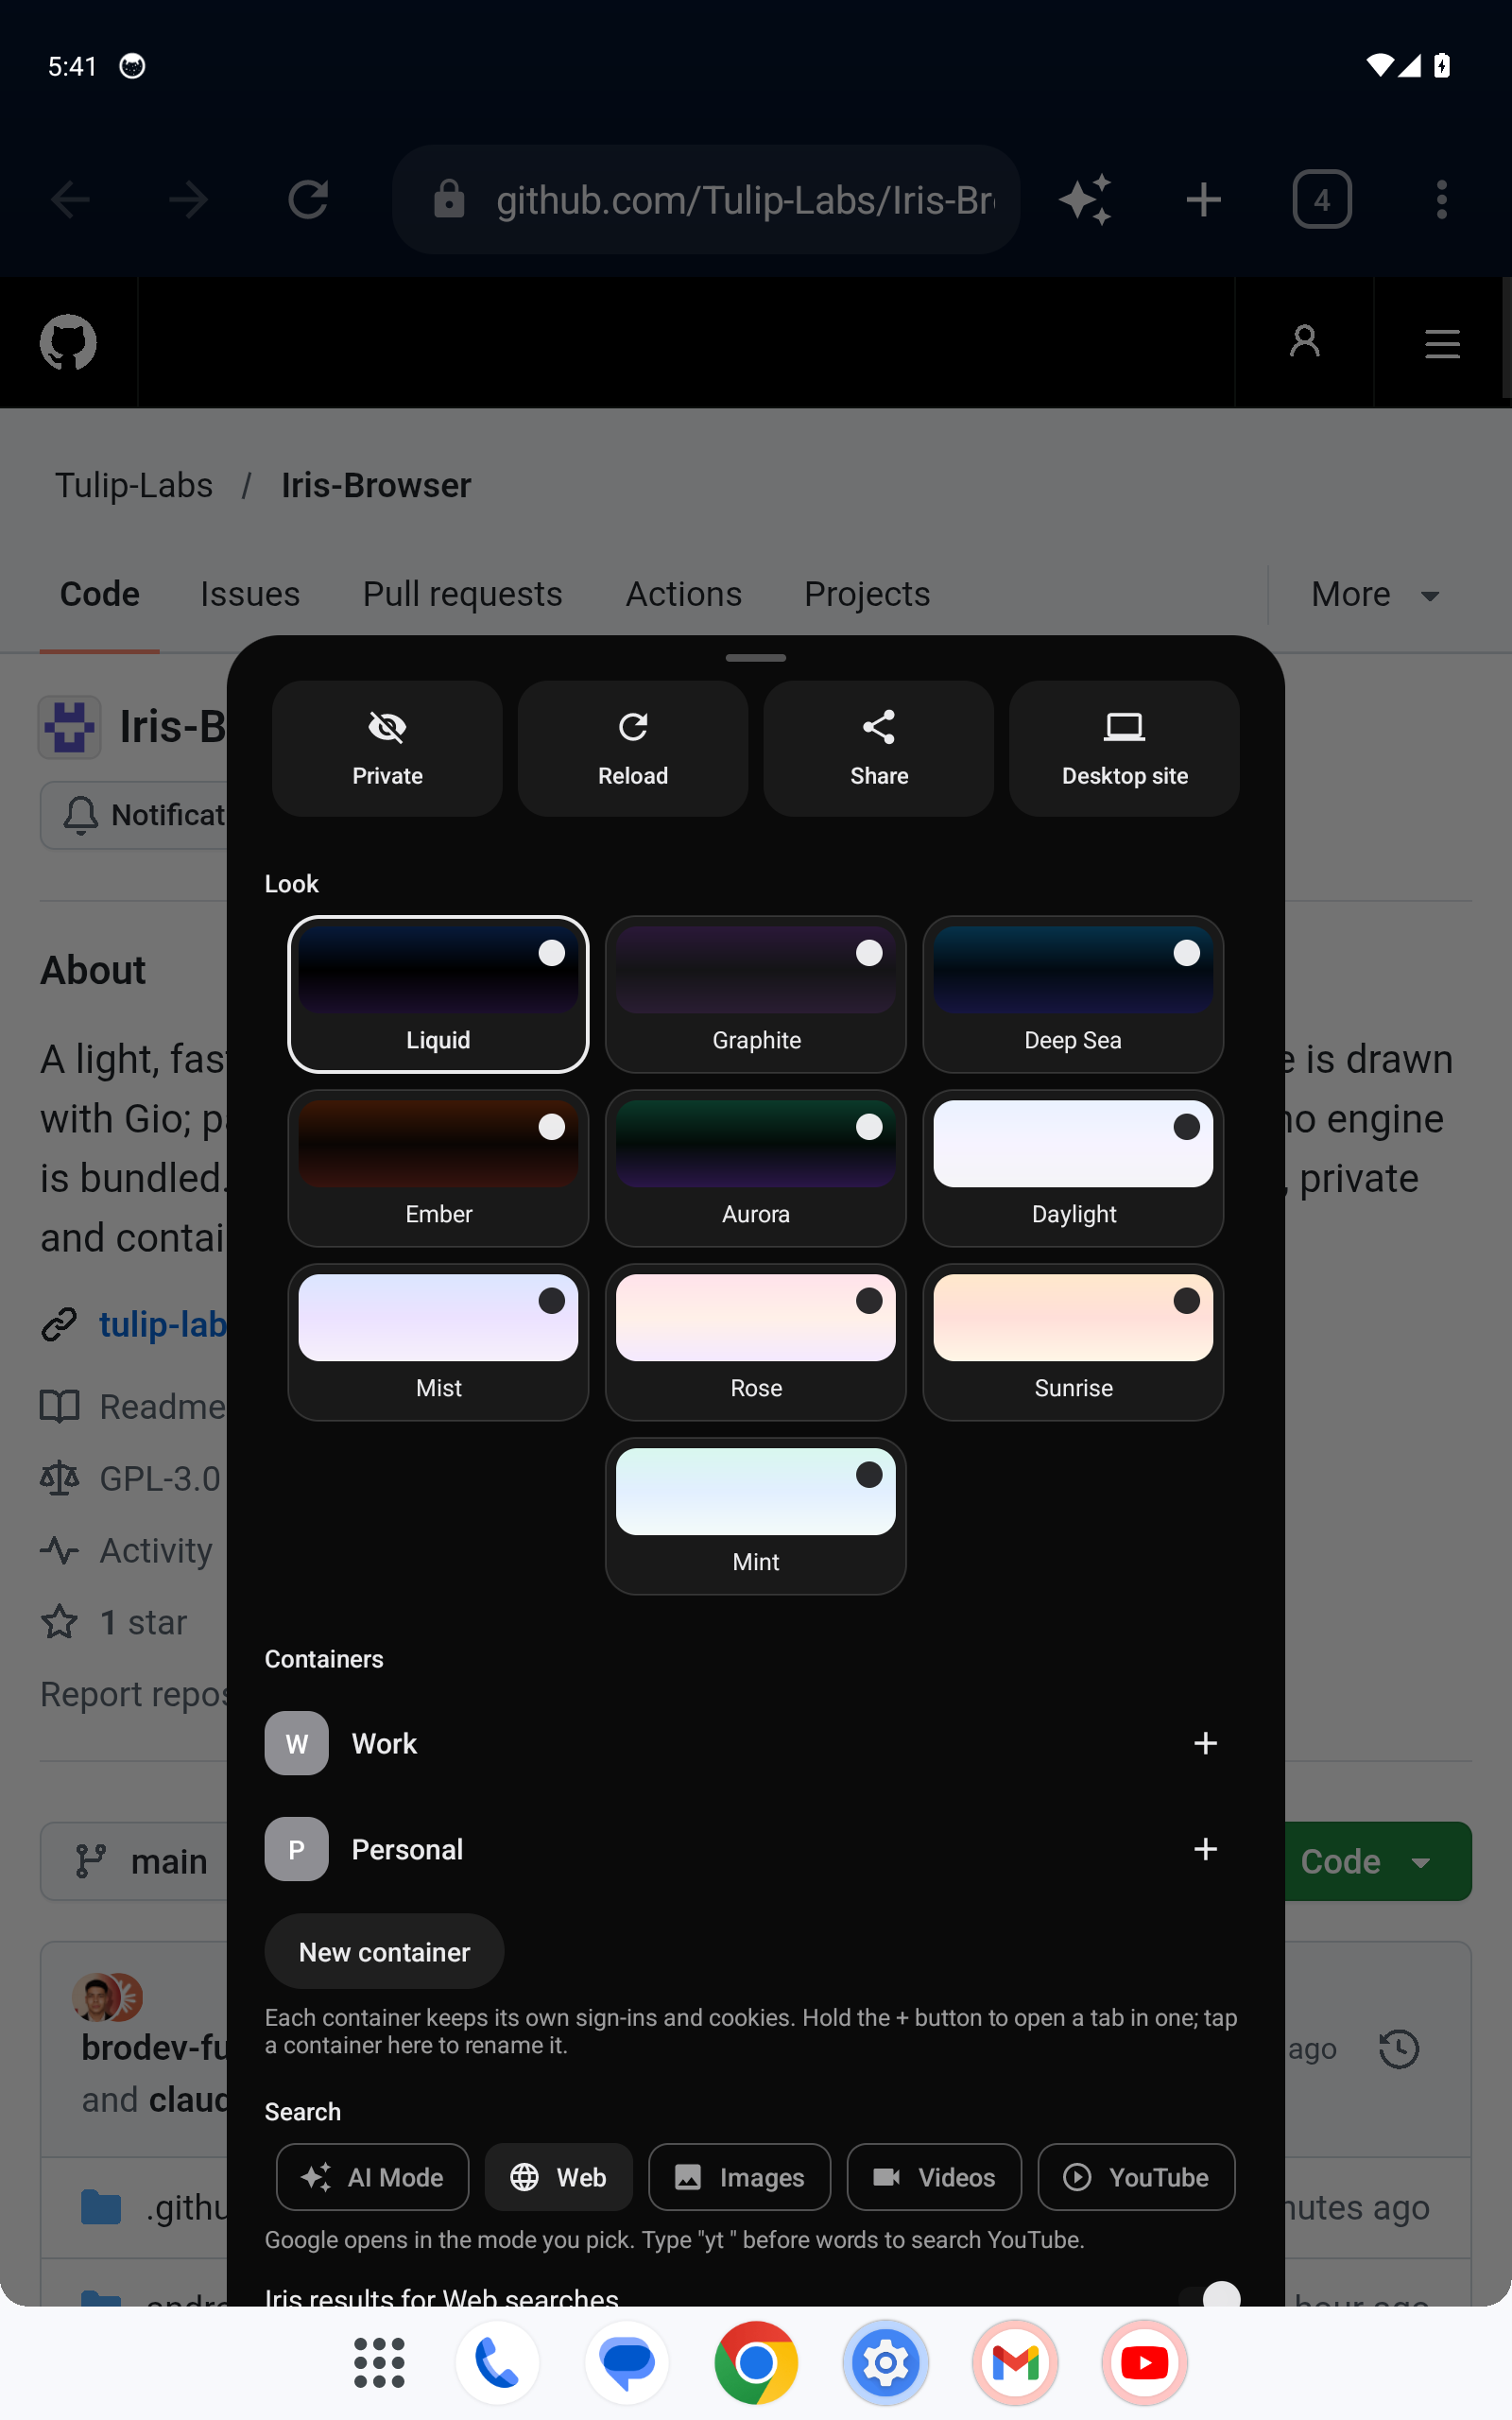 5:41
github.com/Tulip-Labs/Iris-Br
4
Tulip-Labs / Iris-Browser
Code Issues Pull requests Actions Projects More
Iris-B
Private Reload Share Desktop site
Notificat
Look
About
Liquid Graphite Deep Sea
A light, fas e is drawn
with Gio; pa no engine
is bundled. , private
Ember Aurora Daylight
and contai
tulip-lab
Mist Rose Sunrise
Readme
GPL-3.0
Activity
Mint
1 star
Containers
Report repos
W Work
P Personal
main Code
New container
Each container keeps its own sign-ins and cookies. Hold the + button to open a tab in one; tap
a container here to rename it.
brodev-fu ago
and claud
Search
AI Mode Web Images Videos YouTube
.githu nutes ago
Google opens in the mode you pick. Type "yt " before words to search YouTube.
Iris results for Web searches
andro hour ago